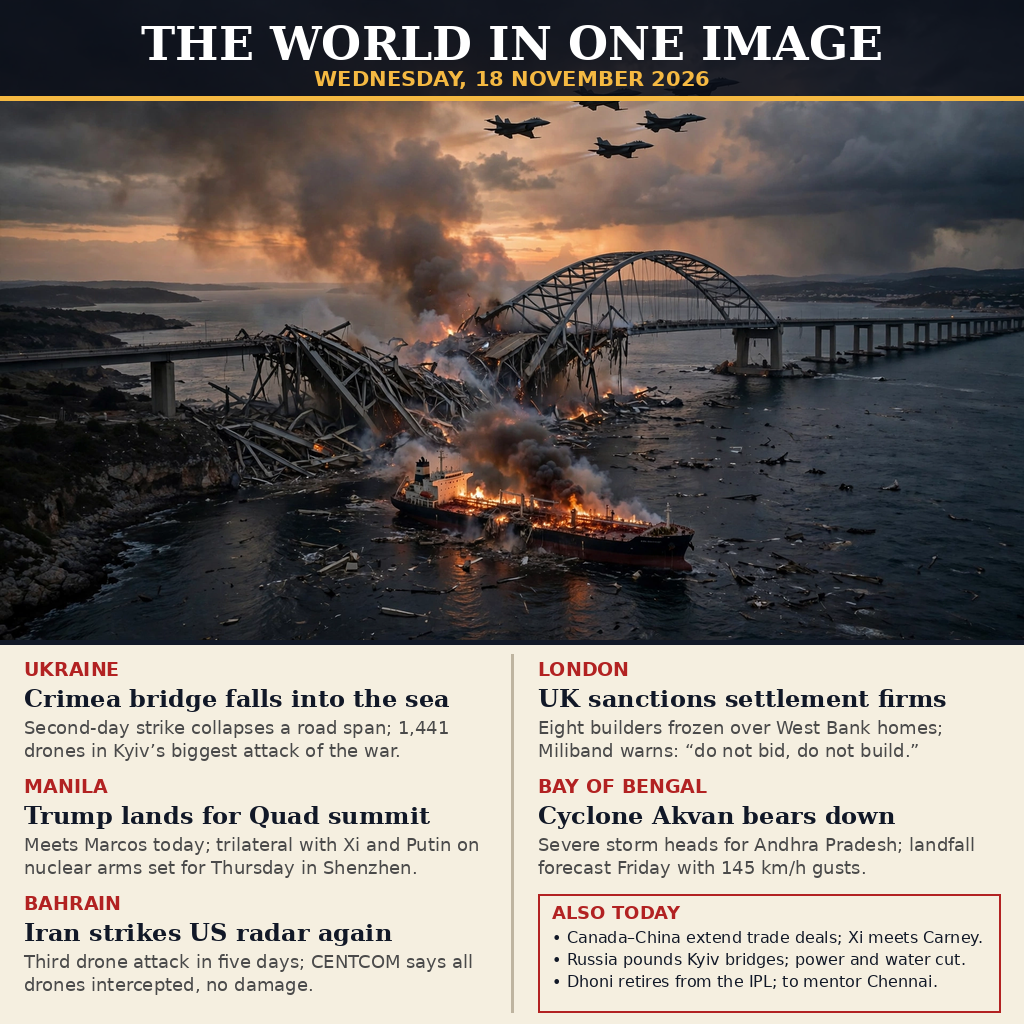 THE WORLD IN ONE IMAGE
WEDNESDAY, 18 NOVEMBER 2026
UKRAINE
Crimea bridge falls into the sea
Second-day strike collapses a road span; 1,441
drones in Kyiv’s biggest attack of the war.
MANILA
Trump lands for Quad summit
Meets Marcos today; trilateral with Xi and Putin on
nuclear arms set for Thursday in Shenzhen.
BAHRAIN
Iran strikes US radar again
Third drone attack in five days; CENTCOM says all
drones intercepted, no damage.
LONDON
UK sanctions settlement firms
Eight builders frozen over West Bank homes;
Miliband warns: “do not bid, do not build.”
BAY OF BENGAL
Cyclone Akvan bears down
Severe storm heads for Andhra Pradesh; landfall
forecast Friday with 145 km/h gusts.
ALSO TODAY
• Canada–China extend trade deals; Xi meets Carney.
• Russia pounds Kyiv bridges; power and water cut.
• Dhoni retires from the IPL; to mentor Chennai.